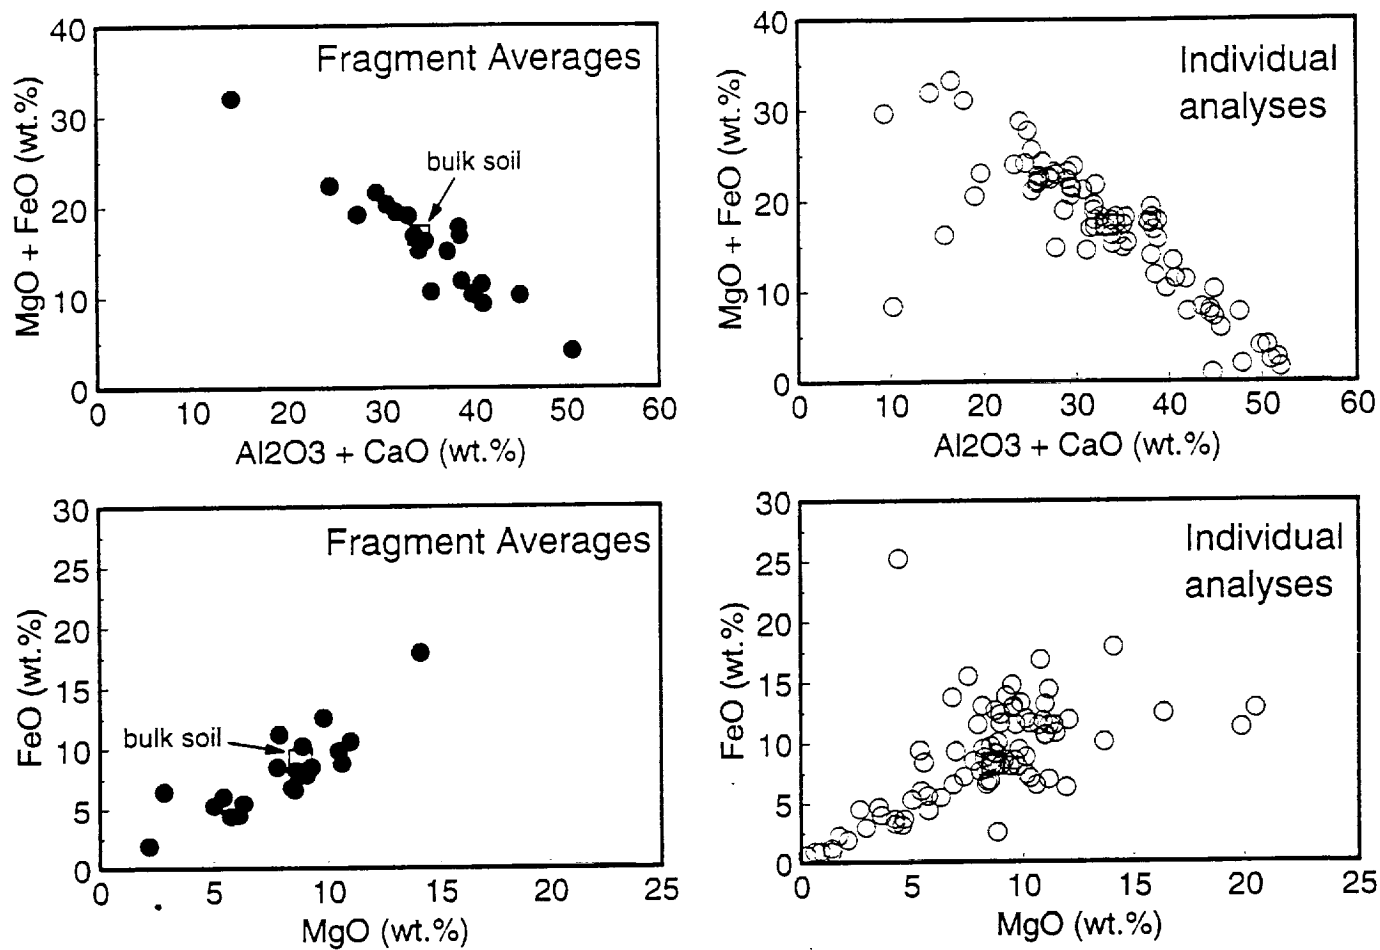 40
30
20
10
0
MgO + FeO (wt.%)
Fragment Averages
bulk soil
0 10 20 30 40 50 60
Al2O3 + CaO (wt.%)
40
30
20
10
0
MgO + FeO (wt.%)
Individual
analyses
0 10 20 30 40 50 60
Al2O3 + CaO (wt.%)
30
25
20
15
10
5
0
FeO (wt.%)
Fragment Averages
bulk soil
0 5 10 15 20 25
MgO (wt.%)
30
25
20
15
10
5
0
FeO (wt.%)
Individual
analyses
0 5 10 15 20 25
MgO (wt.%)